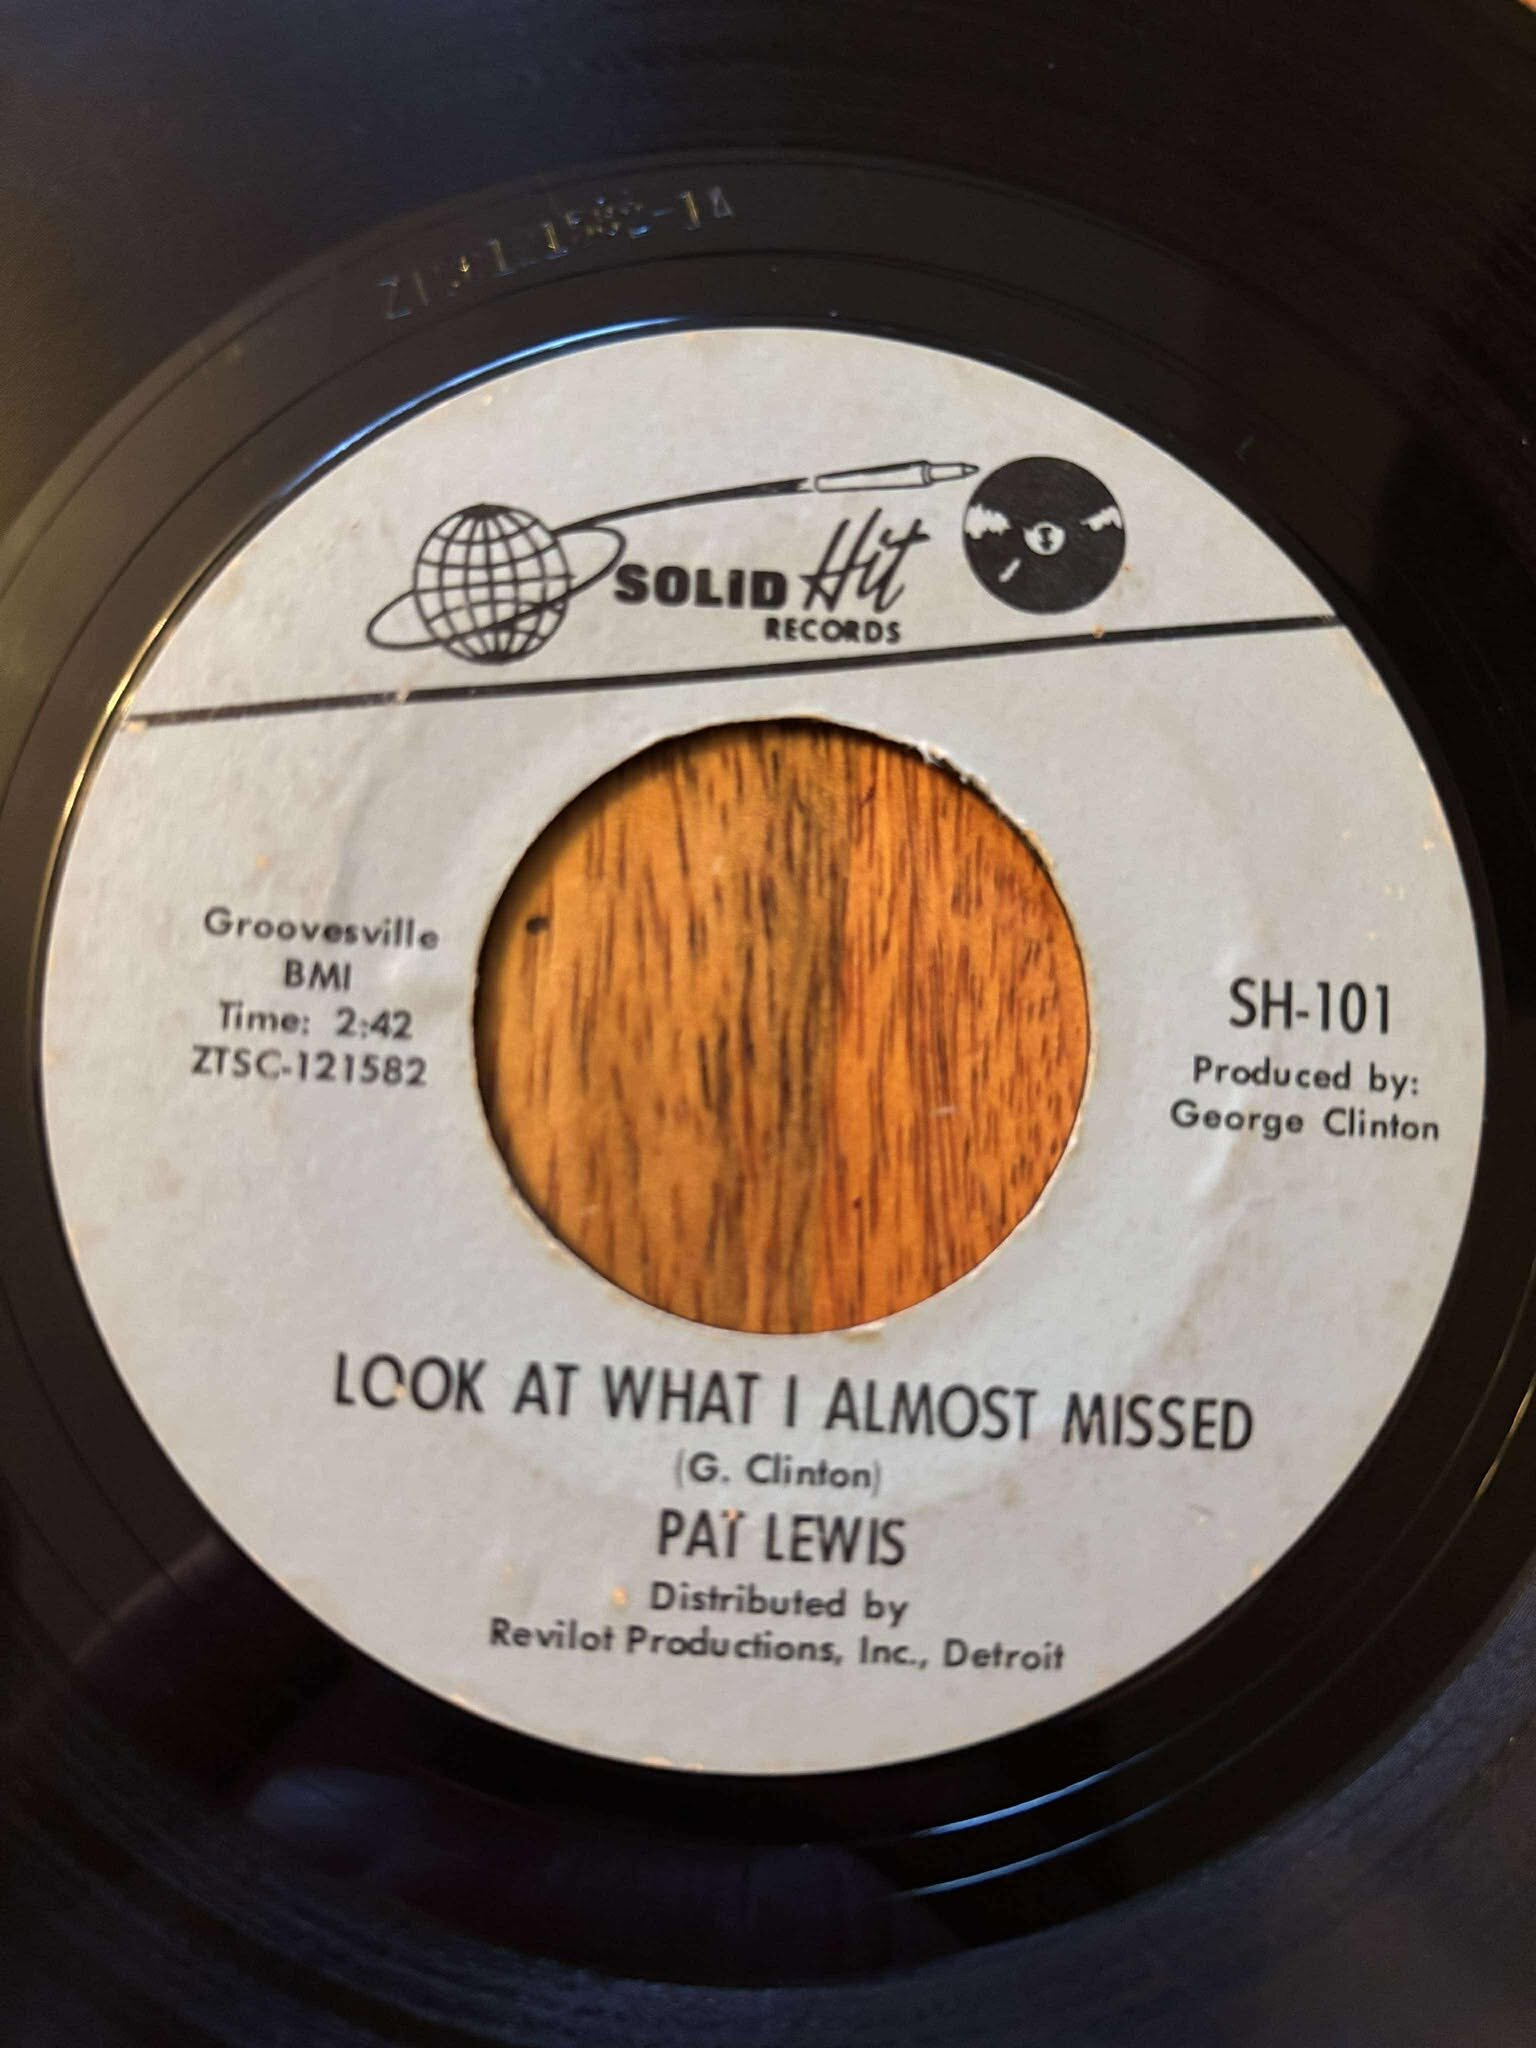 SOLID Hit
RECORDS
Groovesville
BMI
Time: 2:42
ZTSC-121582
SH-101
Produced by:
George Clinton
LOOK AT WHAT I ALMOST MISSED
(G. Clinton)
PAT LEWIS
Distributed by
Revilot Productions, Inc., Detroit